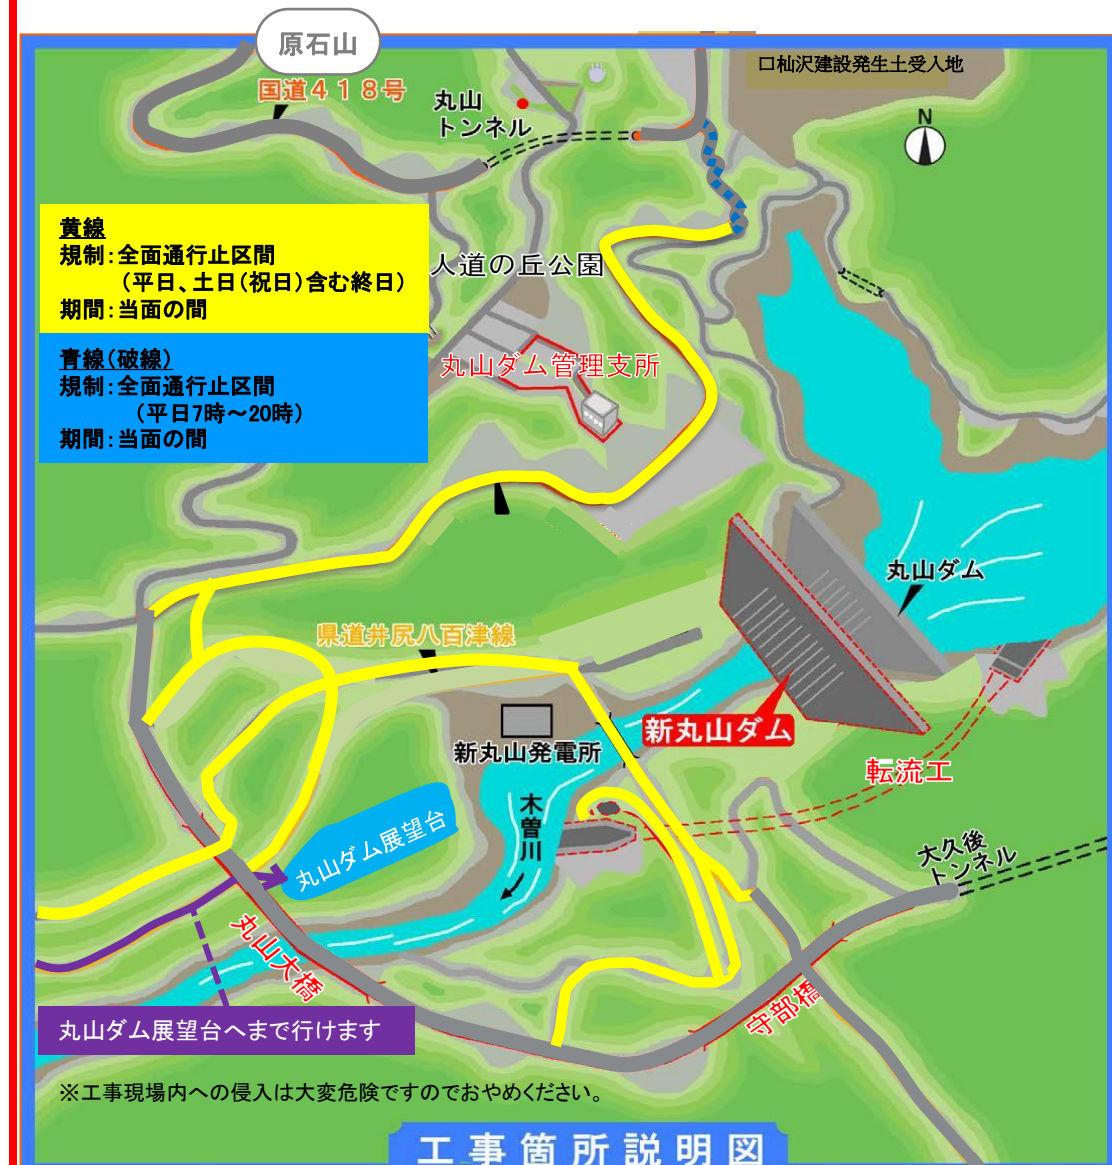 原石山
国道418号
丸山
トンネル
口杣沢建設発生土受入地
N
黄線
規制:全面通行止区間
(平日、土日(祝日)含む終日)
期間:当面の間
人道の丘公園
青線(破線)
規制:全面通行止区間
(平日7時~20時)
期間:当面の間
丸山ダム管理支所
丸山ダム
県道井尻八百津線
新丸山ダム
新丸山発電所
転流工
木曽川
丸山ダム展望台
大久後
トンネル
丸山大橋
守部橋
丸山ダム展望台へまで行けます
※工事現場内への侵入は大変危険ですのでおやめください。
工事箇所説明図